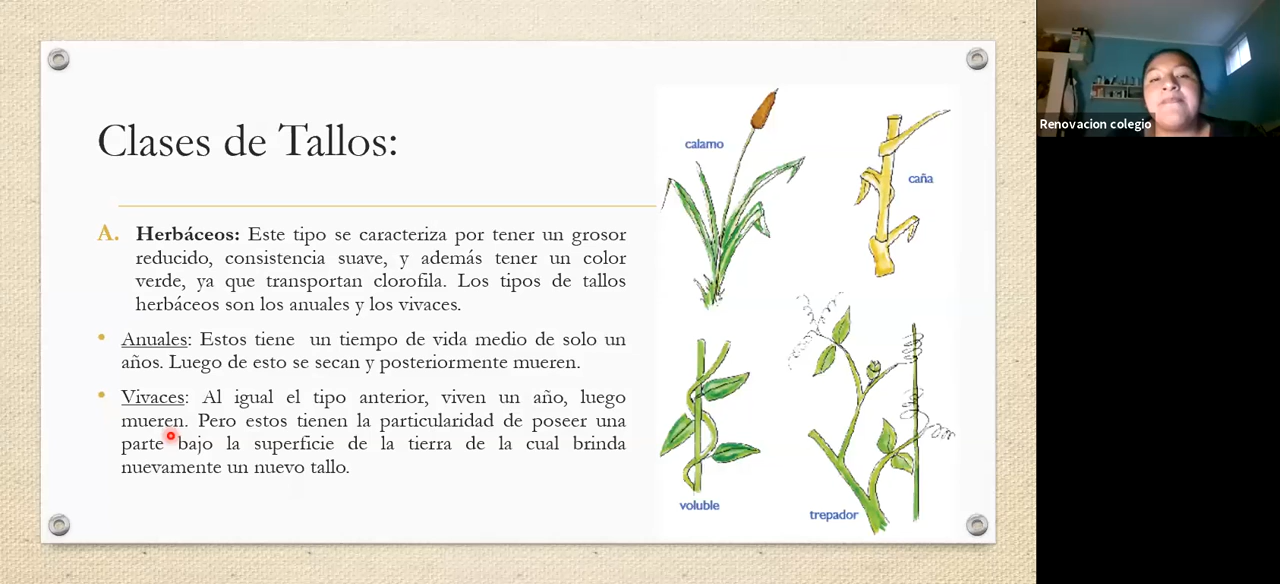 Clases de Tallos:
A. Herbáceos: Este tipo se caracteriza por tener un grosor
reducido, consistencia suave, y además tener un color
verde, ya que transportan clorofila. Los tipos de tallos
herbáceos son los anuales y los vivaces.
• Anuales: Estos tiene un tiempo de vida medio de solo un
años. Luego de esto se secan y posteriormente mueren.
• Vivaces: Al igual el tipo anterior, viven un año, luego
mueren. Pero estos tienen la particularidad de poseer una
parte bajo la superficie de la tierra de la cual brinda
nuevamente un nuevo tallo.
calamo
caña
voluble
trepador
Renovacion colegio